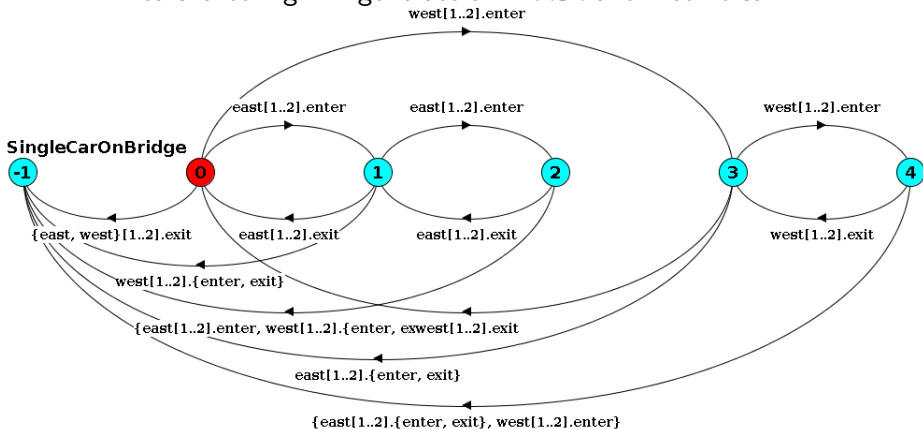 west[1..2].enter
east[1..2].enter
east[1..2].enter
west[1..2].enter
SingleCarOnBridge
-1
0
1
2
3
4
{east, west}[1..2].exit
east[1..2].exit
east[1..2].exit
west[1..2].exit
west[1..2].{enter, exit}
{east[1..2].enter, west[1..2].{enter, exwest[1..2].exit
east[1..2].{enter, exit}
{east[1..2].{enter, exit}, west[1..2].enter}